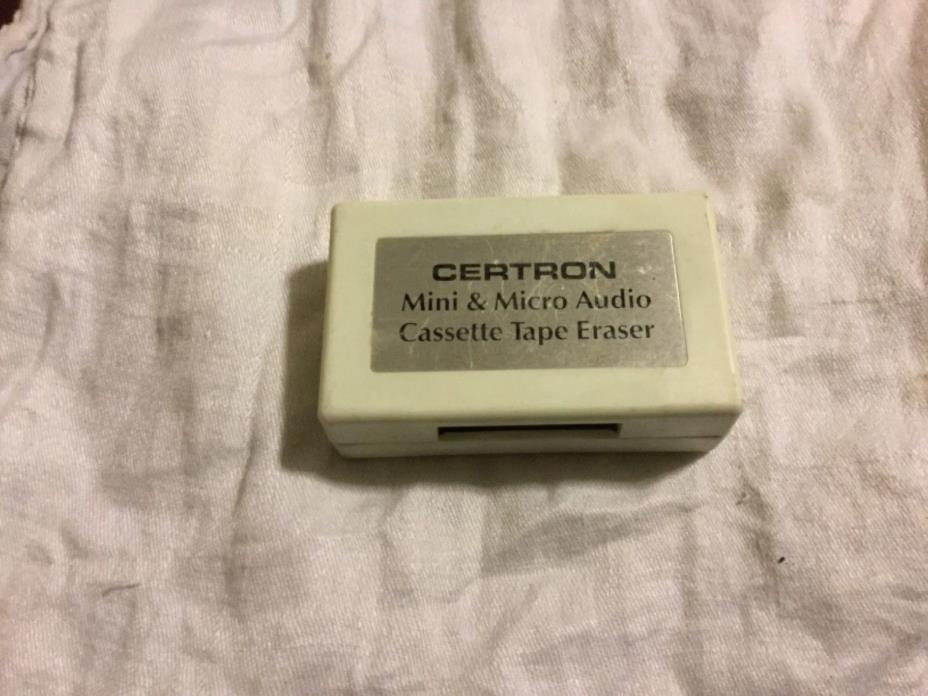 CERTRON
Mini & Micro Audio
Cassette Tape Eraser